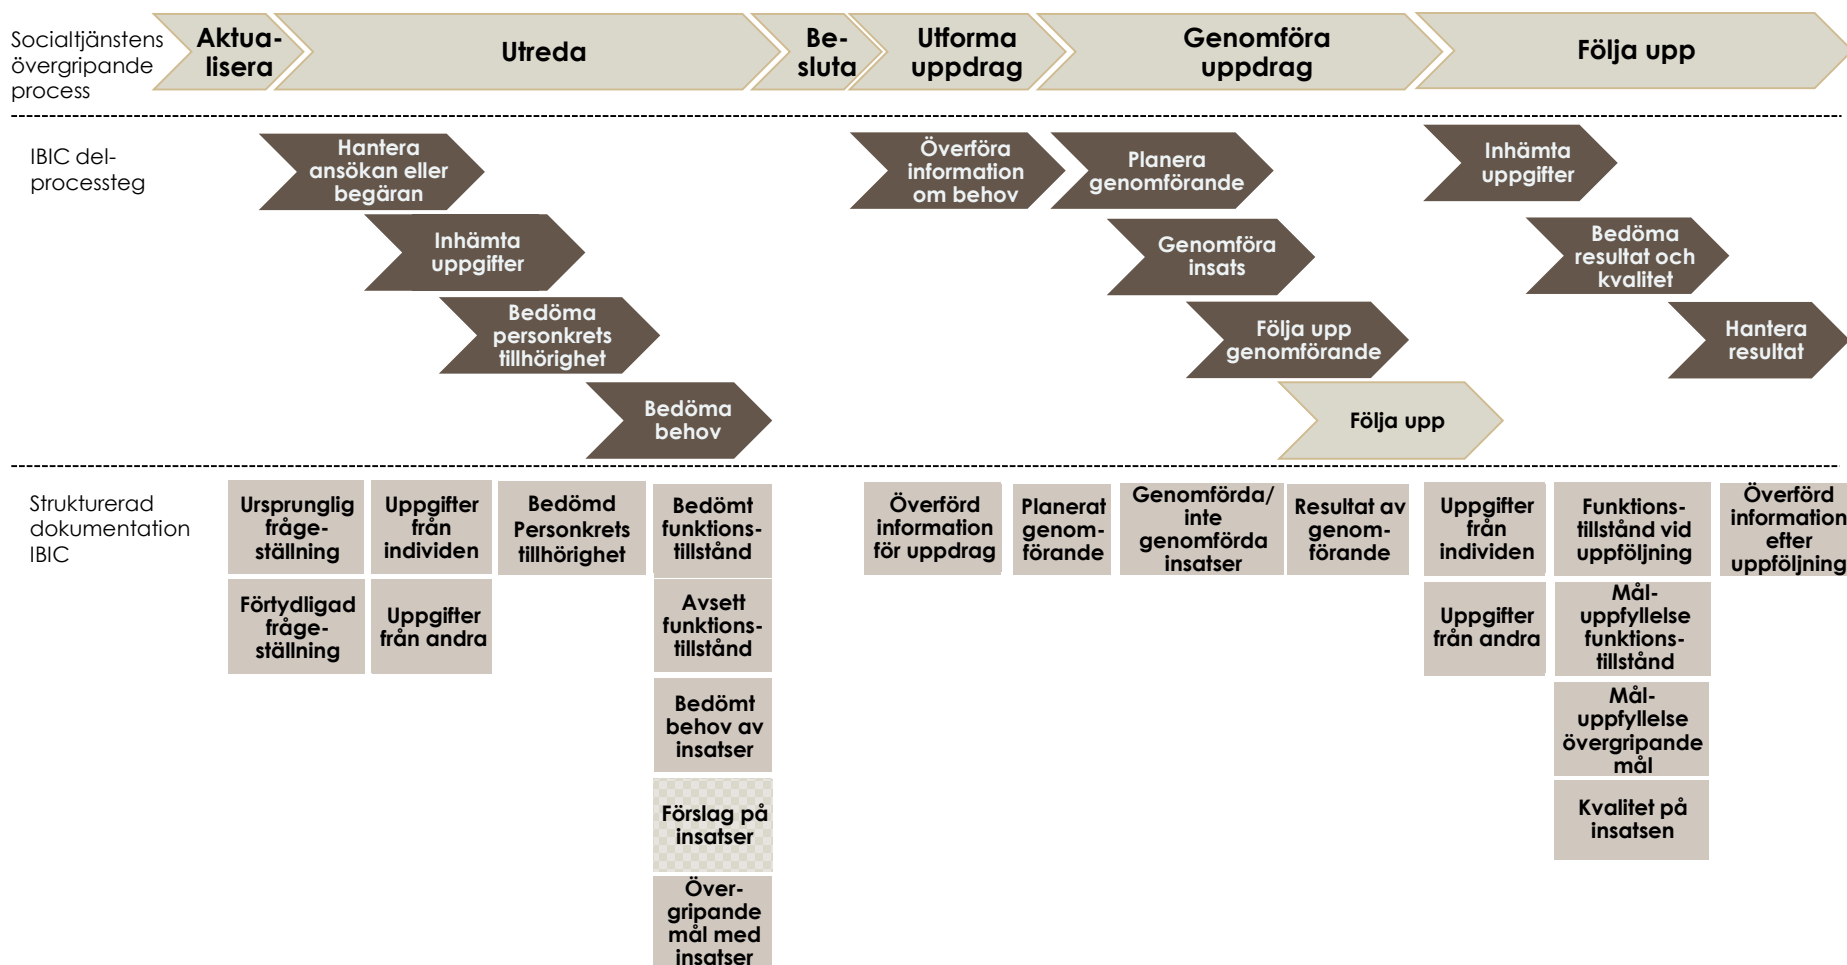 Socialtjänstens
övergripande
process
Aktua-
lisera
Utreda
Be-
sluta
Utforma
uppdrag
Genomföra
uppdrag
Följa upp
IBIC del-
processteg
Hantera
ansökan eller
begäran
Inhämta
uppgifter
Bedöma
personkrets
tillhörighet
Bedöma
behov
Överföra
information
om behov
Planera
genomförande
Genomföra
insats
Följa upp
genomförande
Följa upp
Inhämta
uppgifter
Bedöma
resultat och
kvalitet
Hantera
resultat
Strukturerad
dokumentation
IBIC
Ursprunglig
fråge-
ställning
Förtydligad
fråge-
ställning
Uppgifter
från
individen
Uppgifter
från andra
Bedömd
Personkrets
tillhörighet
Bedömt
funktions-
tillstånd
Avsett
funktions-
tillstånd
Bedömt
behov av
insatser
Förslag på
insatser
Över-
gripande
mål med
insatser
Överförd
information
för uppdrag
Planerat
genom-
förande
Genomförda/
inte
genomförda
insatser
Resultat av
genom-
förande
Uppgifter
från
individen
Uppgifter
från andra
Funktions-
tillstånd vid
uppföljning
Mål-
uppfyllelse
funktions-
tillstånd
Mål-
uppfyllelse
övergripande
mål
Kvalitet på
insatsen
Överförd
information
efter
uppföljning